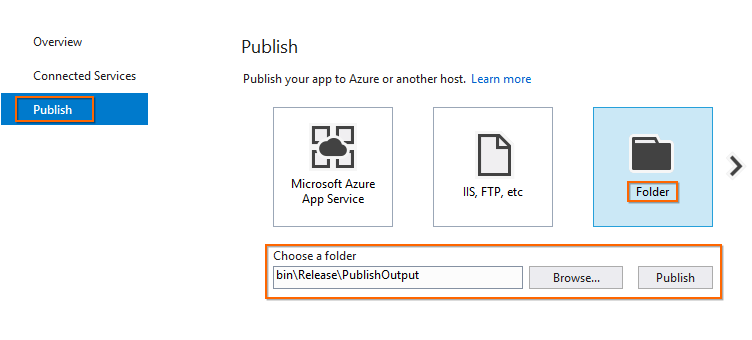 Overview
Connected Services
Publish
Publish
Publish your app to Azure or another host. Learn more
Microsoft Azure
App Service
IIS, FTP, etc
Folder
Choose a folder
bin\Release\PublishOutput
Browse...
Publish